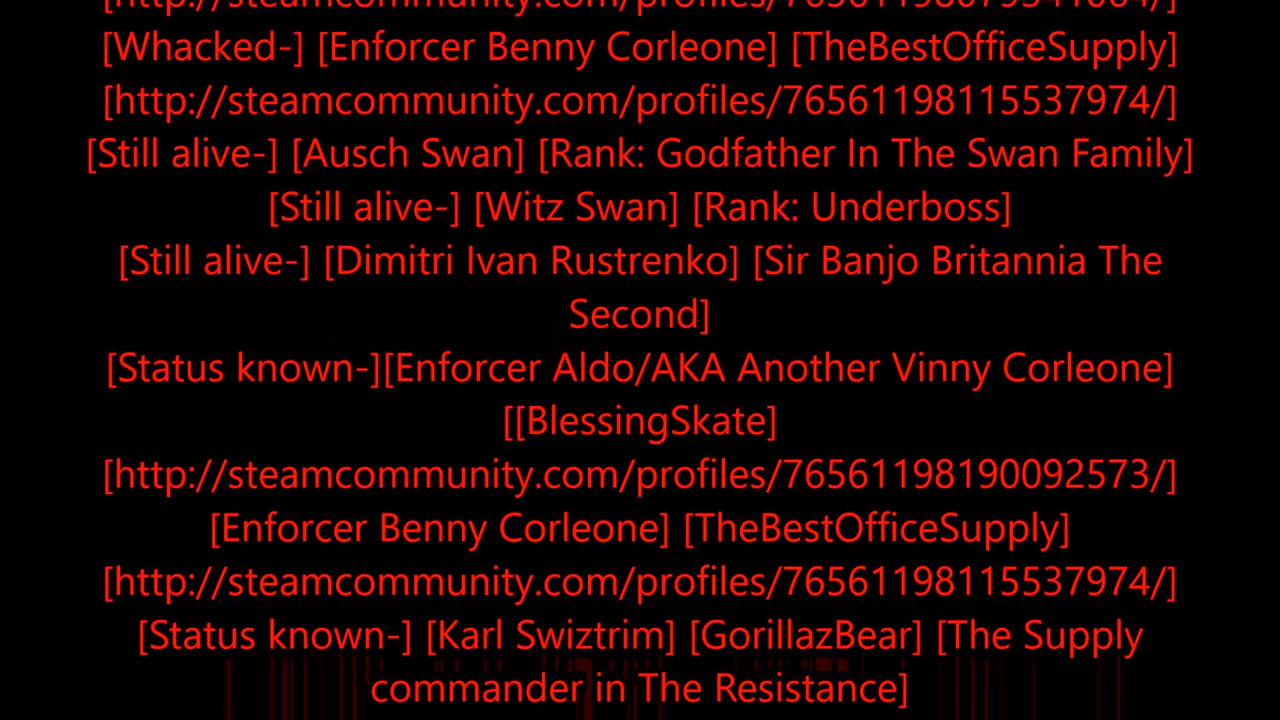 [Whacked-] [Enforcer Benny Corleone] [TheBestOfficeSupply]
[http://steamcommunity.com/profiles/76561198115537974/]
[Still alive-] [Ausch Swan] [Rank: Godfather In The Swan Family]
[Still alive-] [Witz Swan] [Rank: Underboss]
[Still alive-] [Dimitri Ivan Rustrenko] [Sir Banjo Britannia The
Second]
[Status known-][Enforcer Aldo/AKA Another Vinny Corleone]
[[BlessingSkate]
[http://steamcommunity.com/profiles/76561198190092573/]
[Enforcer Benny Corleone] [TheBestOfficeSupply]
[http://steamcommunity.com/profiles/76561198115537974/]
[Status known-] [Karl Swiztrim] [GorillazBear] [The Supply
commander in The Resistance]